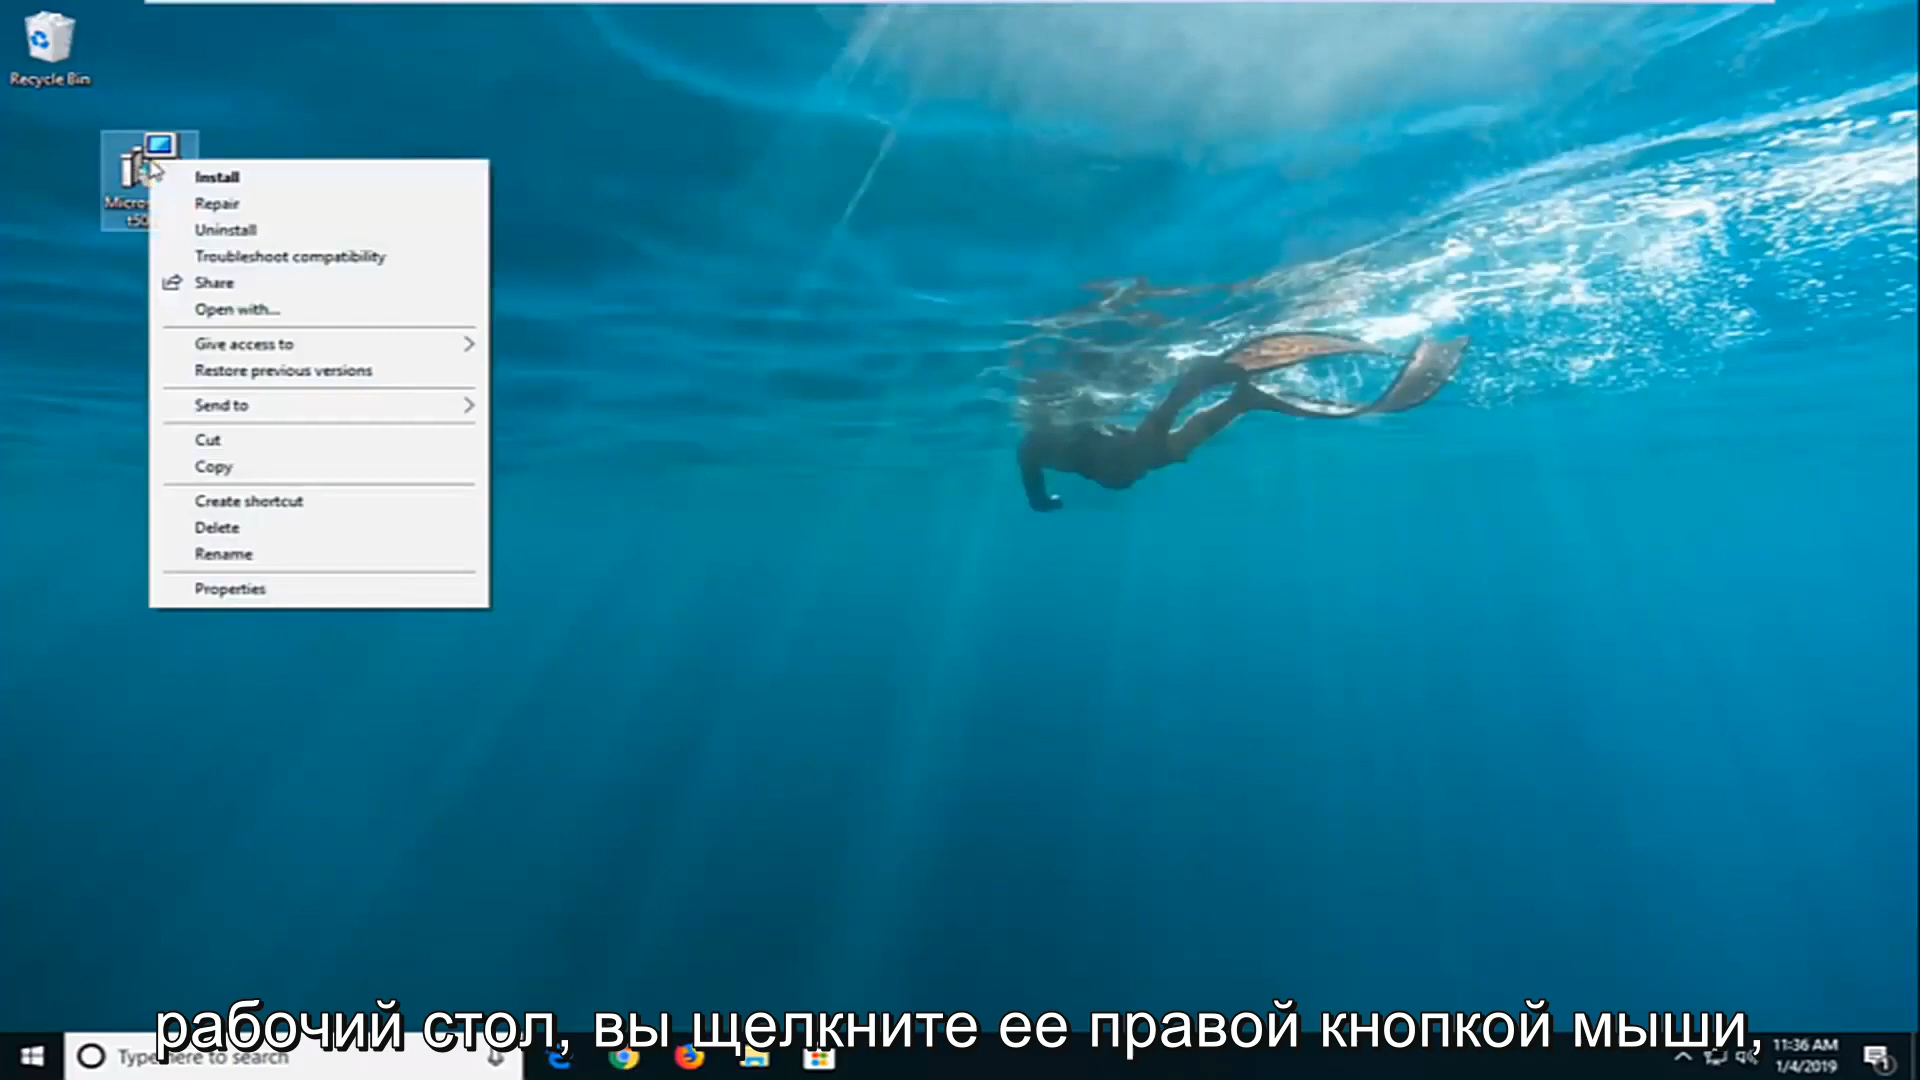 Recycle Bin
Install
Repair
Uninstall
Troubleshoot compatibility
Share
Open with...
Give access to
Restore previous versions
Send to
Cut
Copy
Create shortcut
Delete
Rename
Properties
рабочий стол, вы щелкните ее правой кнопкой мыши,
Type here to search
11:36 AM
1/4/2019